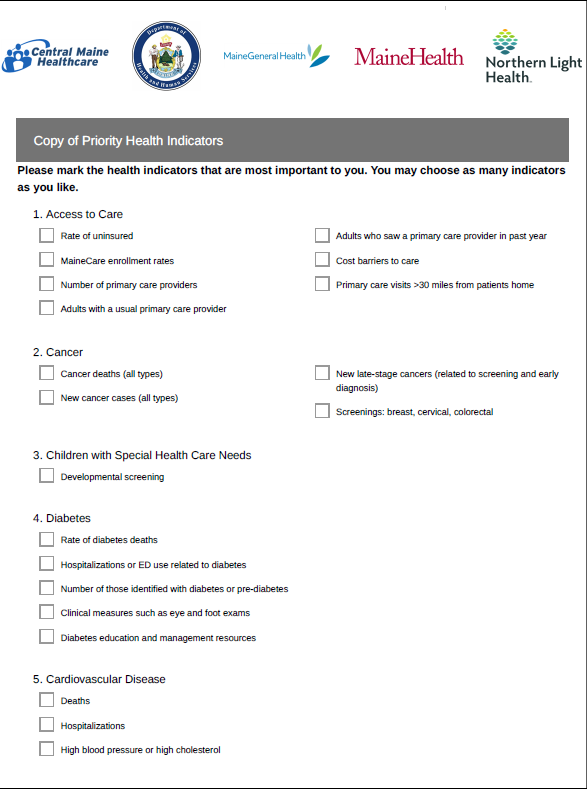 Central Maine
Healthcare
Department of
Health and Human Services
MaineGeneral Health
MaineHealth
Northern Light
Health.
Copy of Priority Health Indicators
Please mark the health indicators that are most important to you. You may choose as many indicators
as you like.
1. Access to Care
Rate of uninsured
Adults who saw a primary care provider in past year
MaineCare enrollment rates
Cost barriers to care
Number of primary care providers
Primary care visits >30 miles from patients home
Adults with a usual primary care provider
2. Cancer
Cancer deaths (all types)
New late-stage cancers (related to screening and early
diagnosis)
New cancer cases (all types)
Screenings: breast, cervical, colorectal
3. Children with Special Health Care Needs
Developmental screening
4. Diabetes
Rate of diabetes deaths
Hospitalizations or ED use related to diabetes
Number of those identified with diabetes or pre-diabetes
Clinical measures such as eye and foot exams
Diabetes education and management resources
5. Cardiovascular Disease
Deaths
Hospitalizations
High blood pressure or high cholesterol